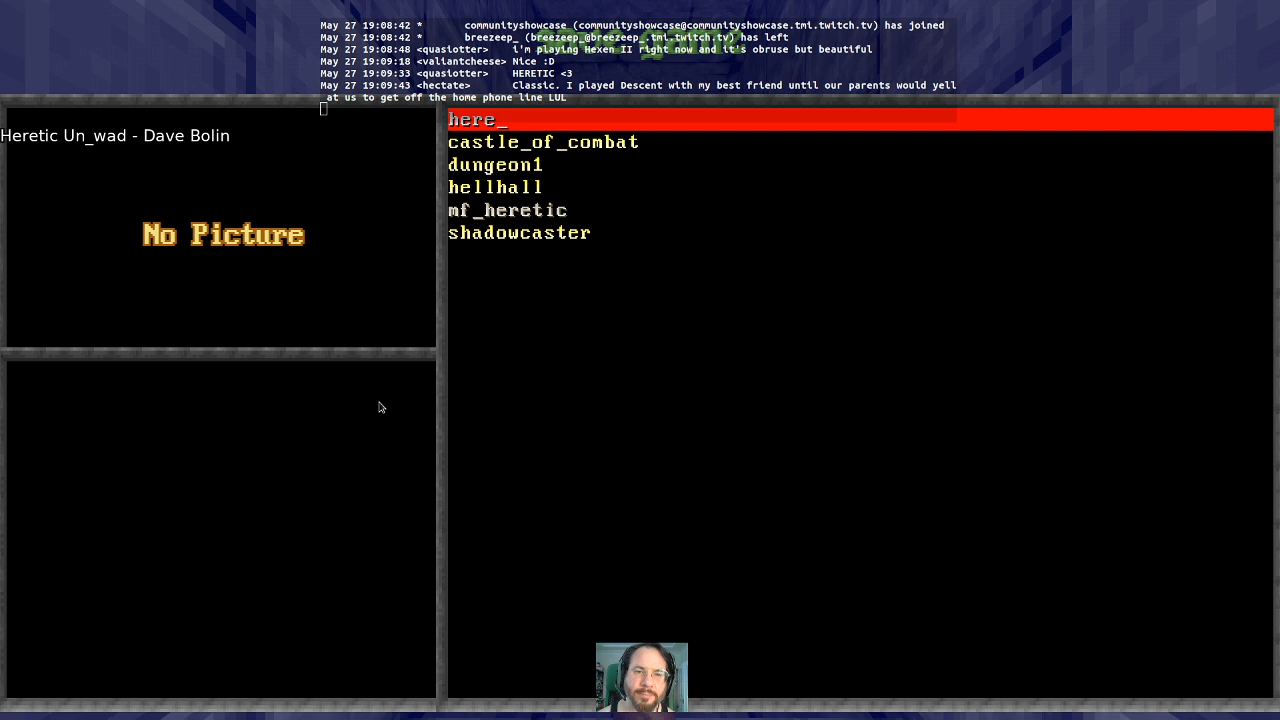 May 27 19:08:42 * communityshowcase (communityshowcase@communityshowcase.tmi.twitch.tv) has joined
May 27 19:08:42 * breezeep_ (breezeep_@breezeep_.tmi.twitch.tv) has left
May 27 19:08:48 <quasiotter> i'm playing Hexen II right now and it's obruse but beautiful
May 27 19:09:18 <valiantcheese> Nice :D
May 27 19:09:33 <quasiotter> HERETIC <3
May 27 19:09:43 <hectate> Classic. I played Descent with my best friend until our parents would yell
at us to get off the home phone line LUL
Heretic Un_wad - Dave Bolin
No Picture
here_
castle_of_combat
dungeon1
hellhall
mf_heretic
shadowcaster